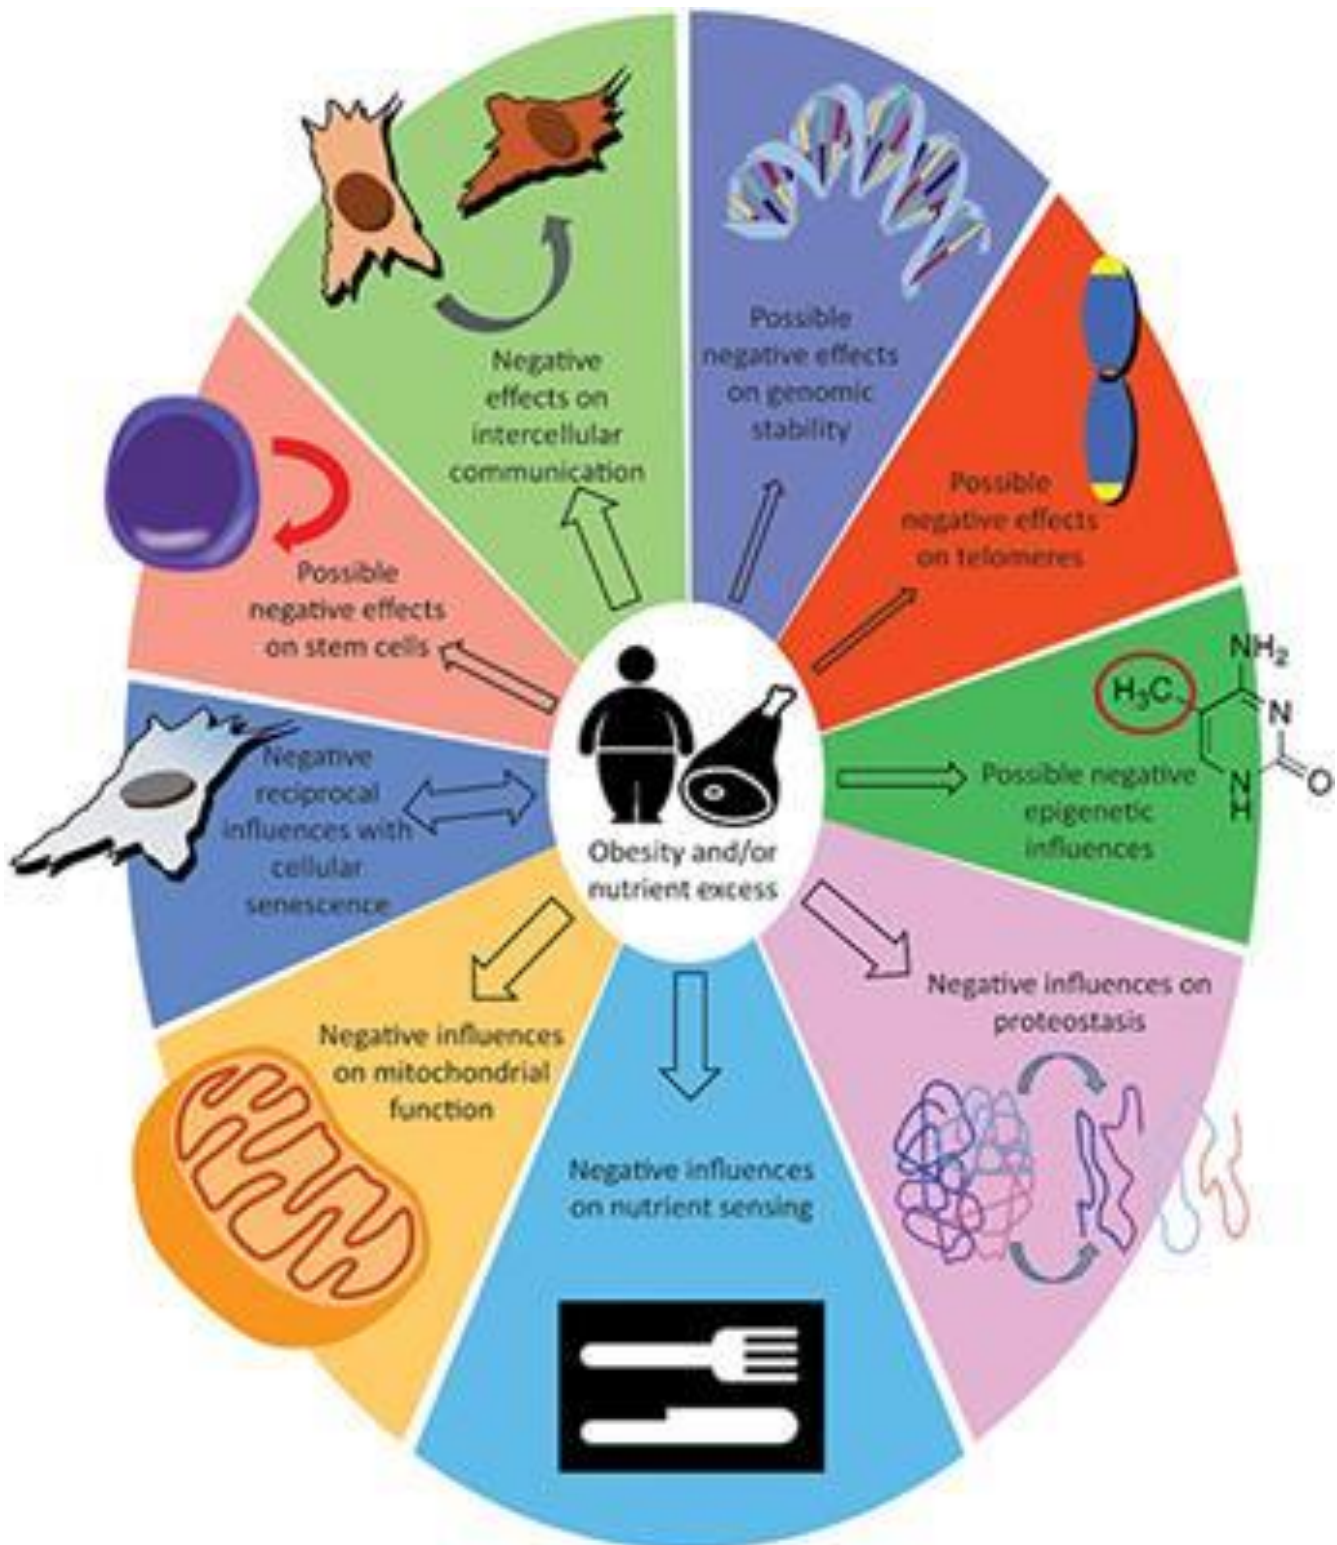 Possible
negative effects
on genomic
stability
Possible
negative effects
on telomeres
NH₂
H₃C
N
N
H
O
Possible negative
epigenetic
influences
Negative influences on
proteostasis
Negative influences
on nutrient sensing
Negative influences
on mitochondrial
function
Negative
reciprocal
influences with
cellular
senescence
Possible
negative effects
on stem cells
Negative
effects on
intercellular
communication
Obesity and/or
nutrient excess